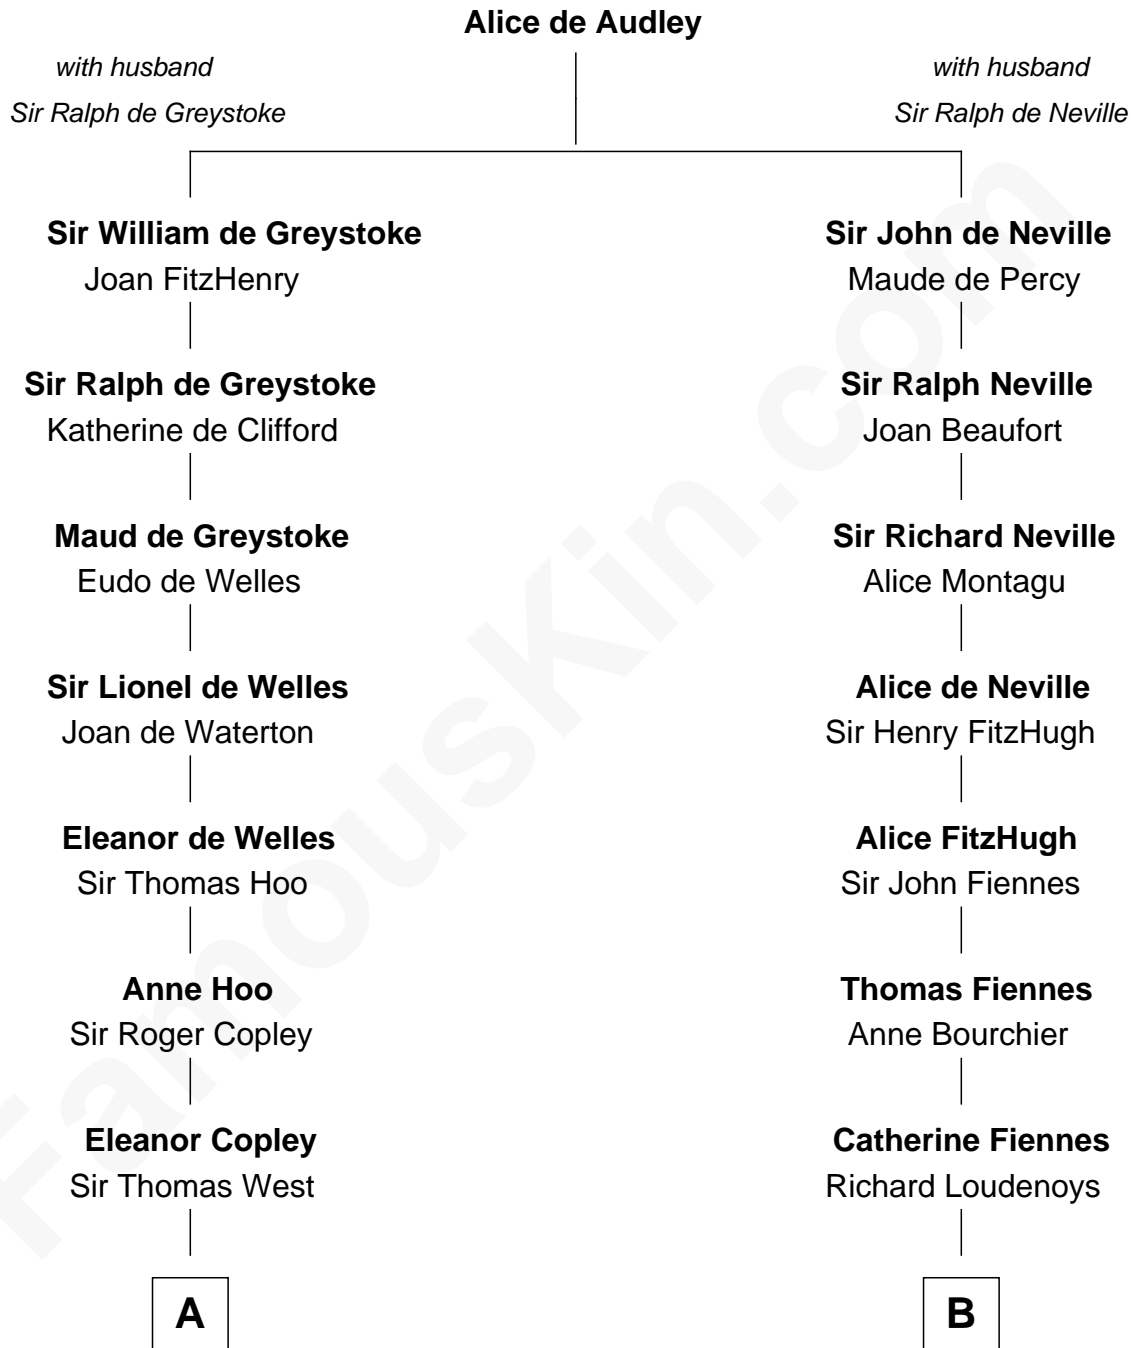 Alice de Audley
with husband
Sir Ralph de Greystoke
with husband
Sir Ralph de Neville
Sir William de Greystoke
Joan FitzHenry
Sir Ralph de Greystoke
Katherine de Clifford
Maud de Greystoke
Eudo de Welles
Sir Lionel de Welles
Joan de Waterton
Eleanor de Welles
Sir Thomas Hoo
Anne Hoo
Sir Roger Copley
Eleanor Copley
Sir Thomas West
A
Sir John de Neville
Maude de Percy
Sir Ralph Neville
Joan Beaufort
Sir Richard Neville
Alice Montagu
Alice de Neville
Sir Henry FitzHugh
Alice FitzHugh
Sir John Fiennes
Thomas Fiennes
Anne Bourchier
Catherine Fiennes
Richard Loudenoys
B
FamousKin.com